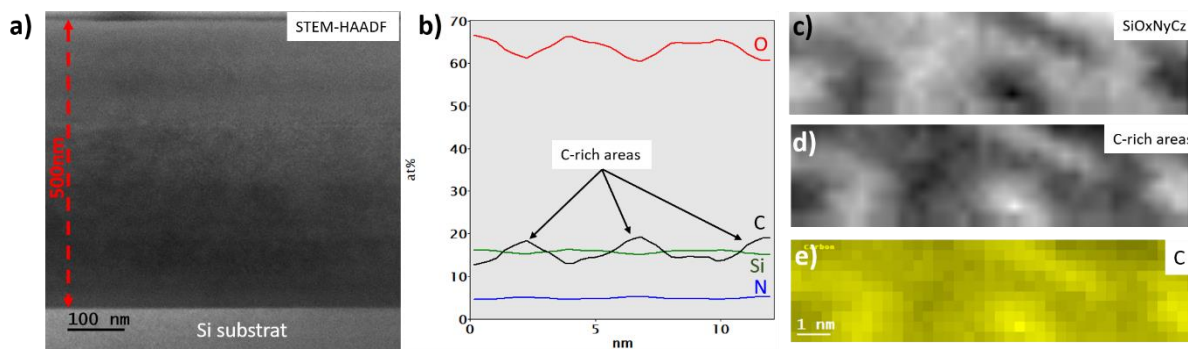 a)
STEM-HAADF
500nm
100 nm
Si substrat
b)
70
60
50
40
30
20
10
0
at%
O
C-rich areas
C
Si
N
0
5
10
nm
c)
SiOxNyCz
d)
C-rich areas
e)
carbon
C
1 nm